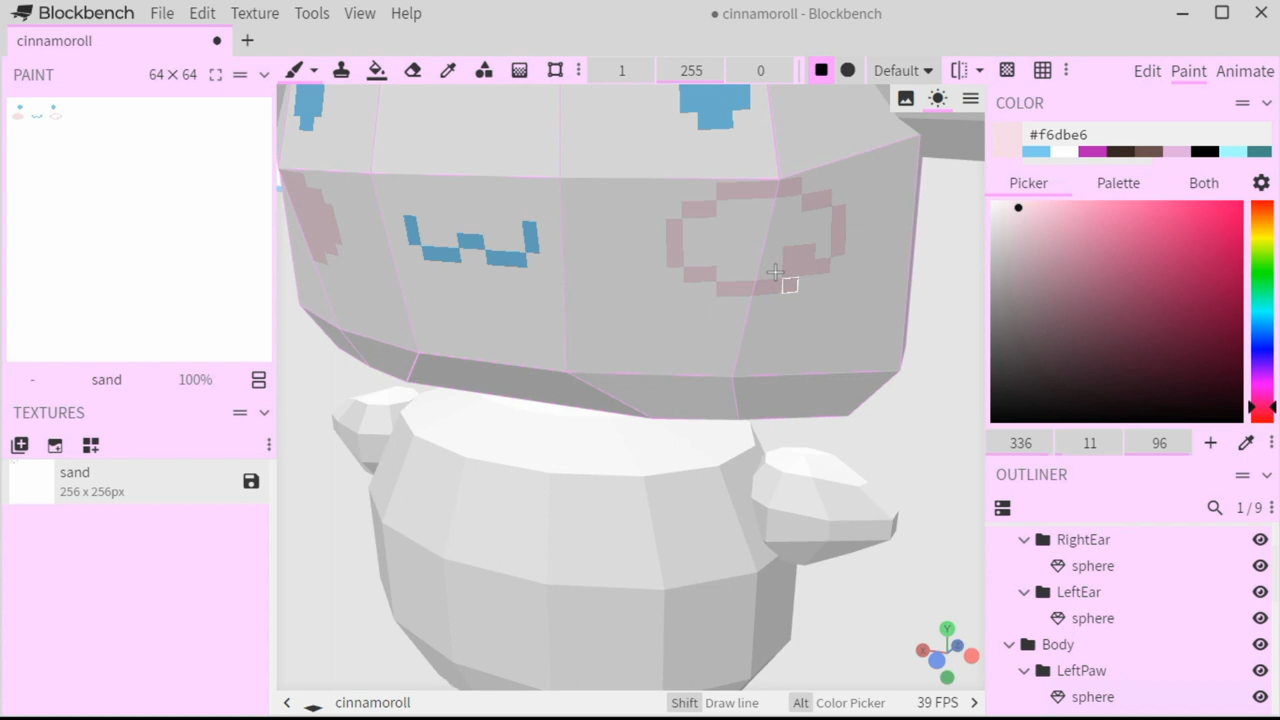 Blockbench File Edit Texture Tools View Help
● cinnamoroll - Blockbench
cinnamoroll
PAINT 64 × 64
1 255 0 Default
Edit Paint Animate
COLOR
#f6dbe6
Picker Palette Both
- sand 100%
336 11 96
TEXTURES
sand
256 x 256px
OUTLINER
1/9
RightEar
sphere
LeftEar
sphere
Body
LeftPaw
sphere
X
Y
Z
cinnamoroll Shift Draw line Alt Color Picker 39 FPS